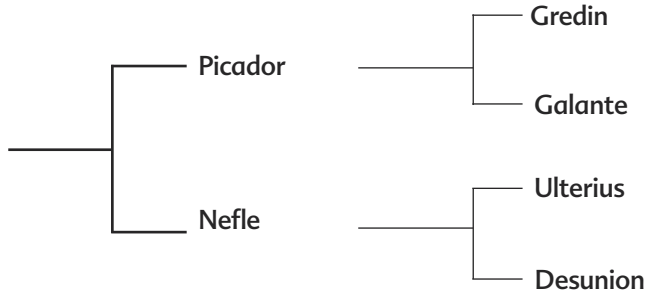 Gredin
Picador
Galante
Ulterius
Nefle
Desunion